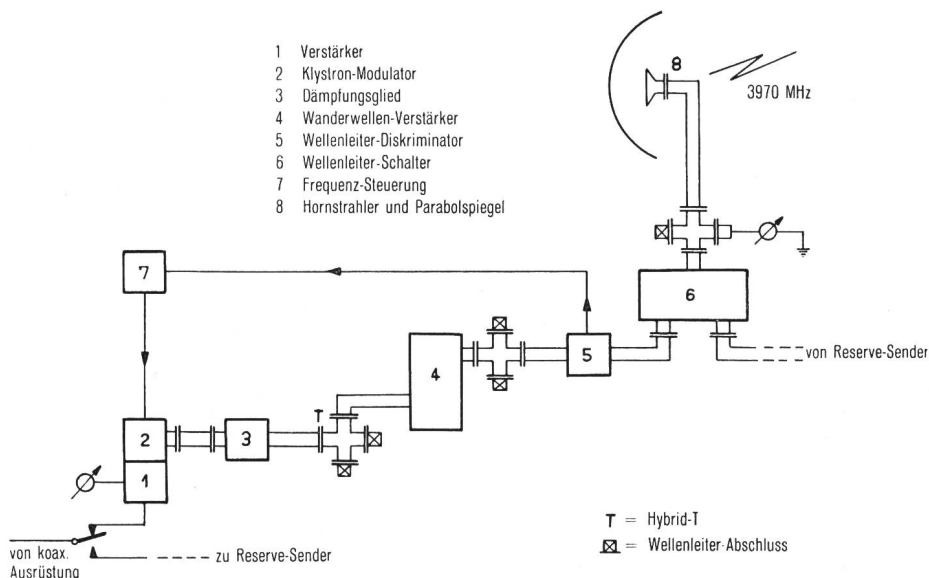 1 Verstärker
2 Klystron-Modulator
3 Dämpfungsglied
4 Wanderwellen-Verstärker
5 Wellenleiter-Diskriminator
6 Wellenleiter-Schalter
7 Frequenz-Steuerung
8 Hornstrahler und Parabolspiegel
8
3970 MHz
7
6
4
5
von Reserve-Sender
T
2
3
1
von koax.
Ausrüstung
zu Reserve-Sender
T = Hybrid-T
= Wellenleiter-Abschluss